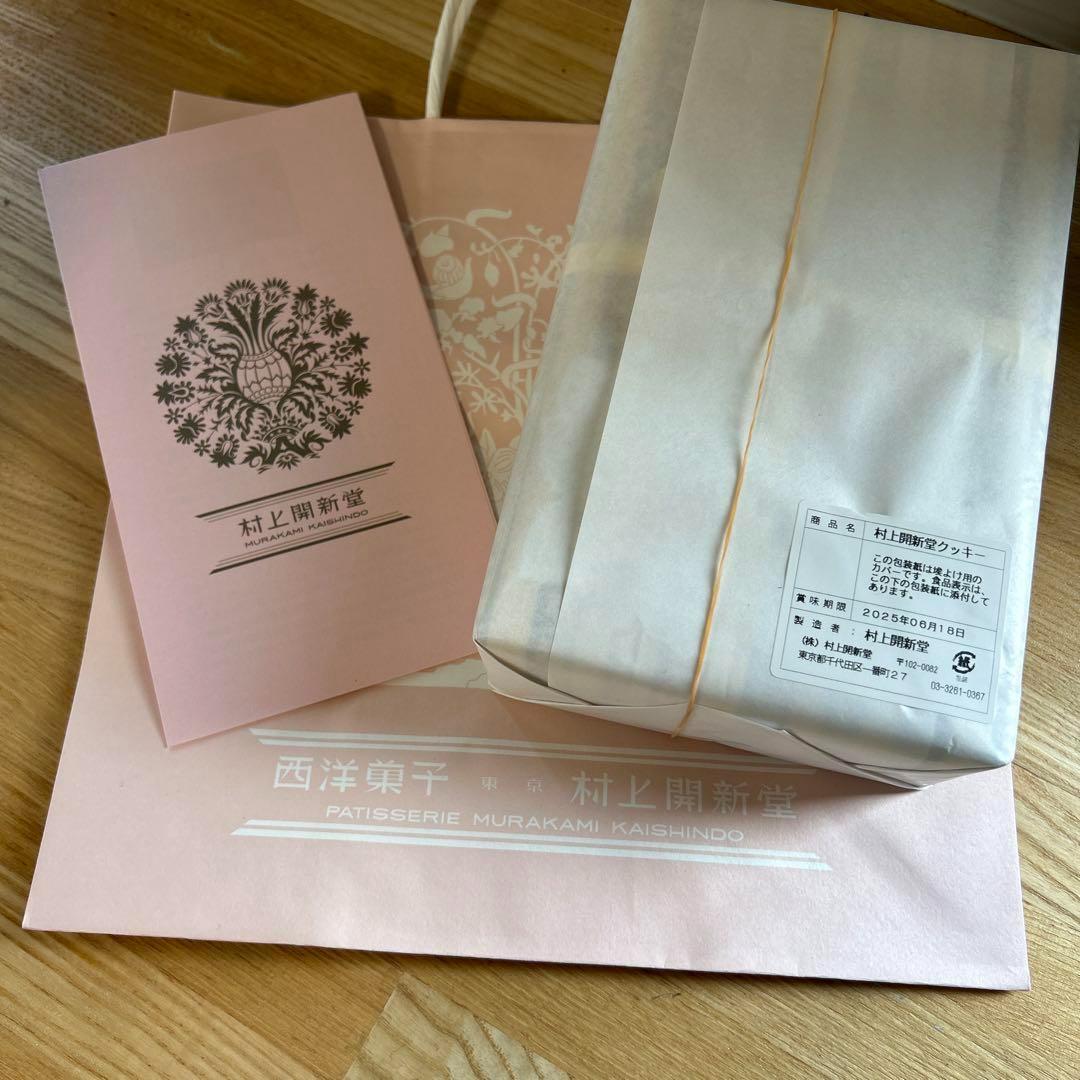 村上開新堂
MURAKAMI KAISHINDO
商品名 村上開新堂クッキー
この包装紙は埃よけ用の
カバーです。食品表示は、
この下の包装紙に添付して
あります。
賞味期限 2025年06月18日
製造者: 村上開新堂
(株)村上開新堂 〒102-0082
東京都千代田区一番町27
紙
包装
03-3261-0367
西洋菓子 東京 村上開新堂
PATISSERIE MURAKAMI KAISHINDO